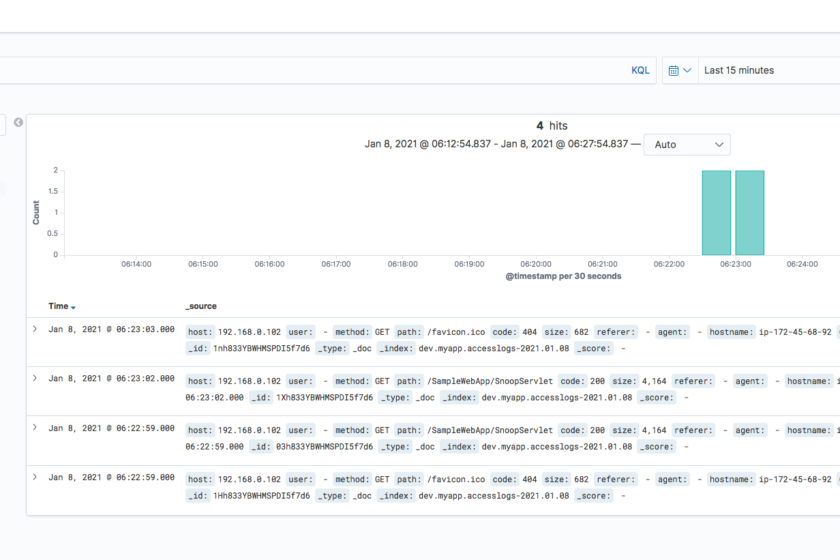 KQL Last 15 minutes
4 hits
Jan 8, 2021 @ 06:12:54.837 - Jan 8, 2021 @ 06:27:54.837 — Auto
2
1.5
1
0.5
0
Count
06:14:00 06:15:00 06:16:00 06:17:00 06:18:00 06:19:00 06:20:00 06:21:00 06:22:00 06:23:00 06:24:00
@timestamp per 30 seconds
Time _source
Jan 8, 2021 @ 06:23:03.000 host: 192.168.0.102 user: - method: GET path: /favicon.ico code: 404 size: 682 referer: - agent: - hostname: ip-172-45-68-92
_id: 1nh833YBWHMSPDI5f7d6 _type: _doc _index: dev.myapp.accesslogs-2021.01.08 _score: -
Jan 8, 2021 @ 06:23:02.000 host: 192.168.0.102 user: - method: GET path: /SampleWebApp/SnoopServlet code: 200 size: 4,164 referer: - agent: - hostname:
06:23:02.000 _id: 1Xh833YBWHMSPDI5f7d6 _type: _doc _index: dev.myapp.accesslogs-2021.01.08 _score: -
Jan 8, 2021 @ 06:22:59.000 host: 192.168.0.102 user: - method: GET path: /SampleWebApp/SnoopServlet code: 200 size: 4,164 referer: - agent: - hostname:
06:22:59.000 _id: 03h833YBWHMSPDI5f7d6 _type: _doc _index: dev.myapp.accesslogs-2021.01.08 _score: -
Jan 8, 2021 @ 06:22:59.000 host: 192.168.0.102 user: - method: GET path: /favicon.ico code: 404 size: 682 referer: - agent: - hostname: ip-172-45-68-92
_id: 1Hh833YBWHMSPDI5f7d6 _type: _doc _index: dev.myapp.accesslogs-2021.01.08 _score: -